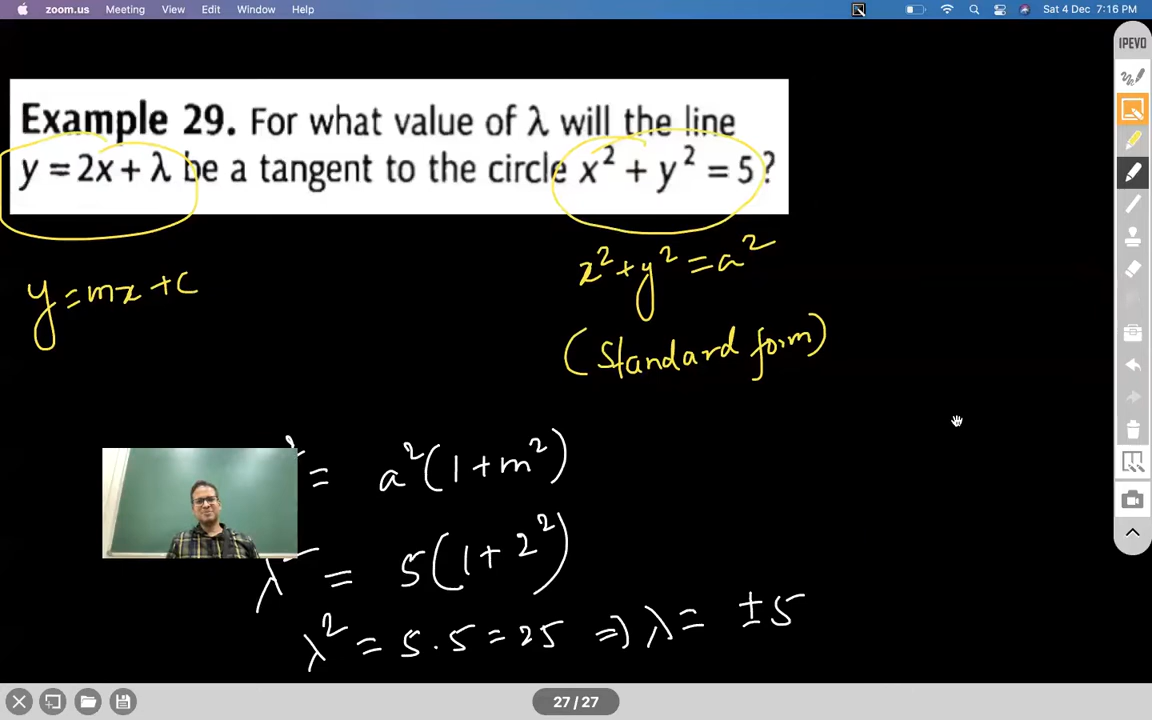 zoom.us Meeting View Edit Window Help Sat 4 Dec 7:16 PM
IPEVO
Example 29. For what value of λ will the line
y = 2x + λ be a tangent to the circle x² + y² = 5?
x² + y² = a²
y = mx + c
(Standard form)
= a²(1 + m²)
λ = 5(1 + 2²)
λ² = 5 . 5 = 25 ⇒ λ = ±5
27 / 27